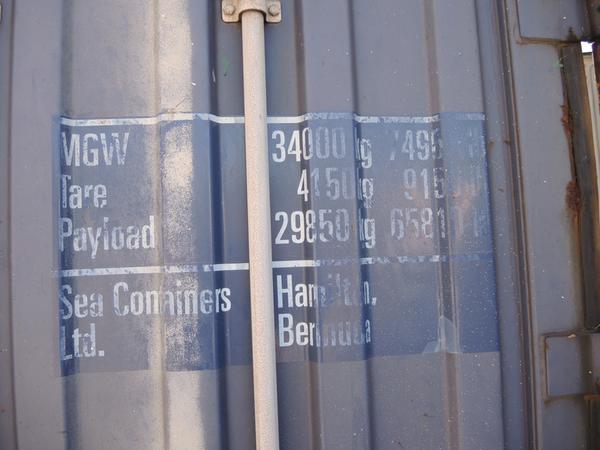 MGW 34000 kg
Tare 4150 kg
Payload 29850 kg
Sea Containers Hamilton,
Ltd. Bermuda